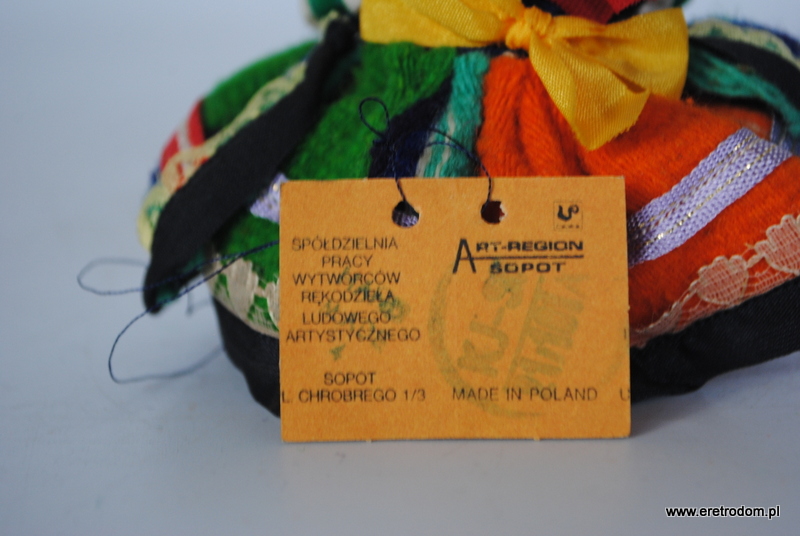 SPÓŁDZIELNIA
PRACY
WYTWÓRCÓW
RĘKODZIEŁA
LUDOWEGO
ARTYSTYCZNEGO
SOPOT
L. CHROBREGO 1/3
ART-REGION
SOPOT
MADE IN POLAND
www.eretrodom.pl